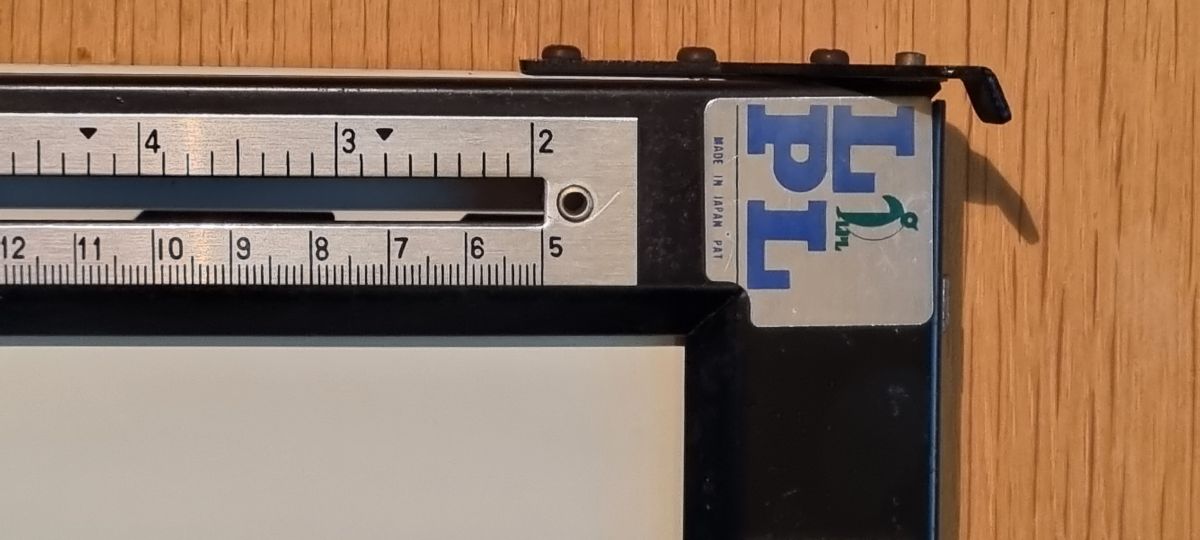 4 3 2
12 11 10 9 8 7 6 5
LPL
MADE IN JAPAN PAT